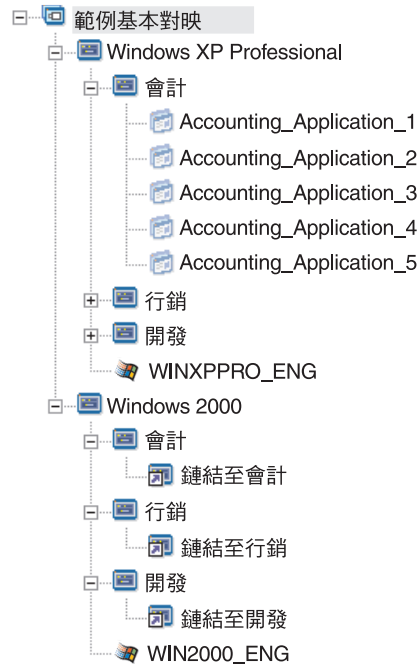 範例基本對映
Windows XP Professional
會計
Accounting_Application_1
Accounting_Application_2
Accounting_Application_3
Accounting_Application_4
Accounting_Application_5
行銷
開發
WINXPPRO_ENG
Windows 2000
會計
鏈結至會計
行銷
鏈結至行銷
開發
鏈結至開發
WIN2000_ENG